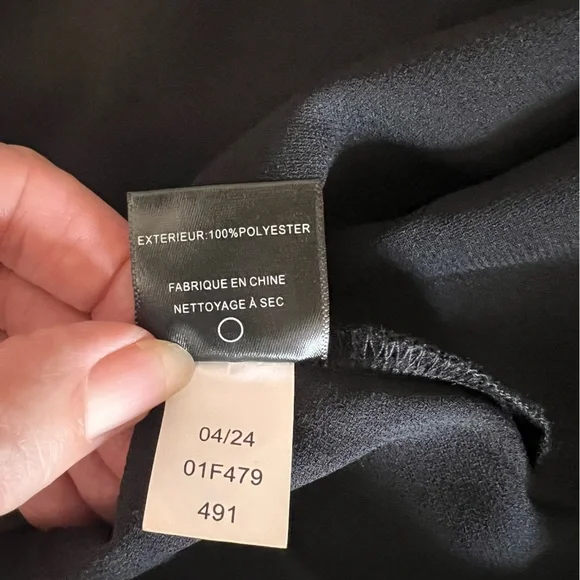 EXTERIEUR:100%POLYESTER
FABRIQUE EN CHINE
NETTOYAGE À SEC
04/24
01F479
491